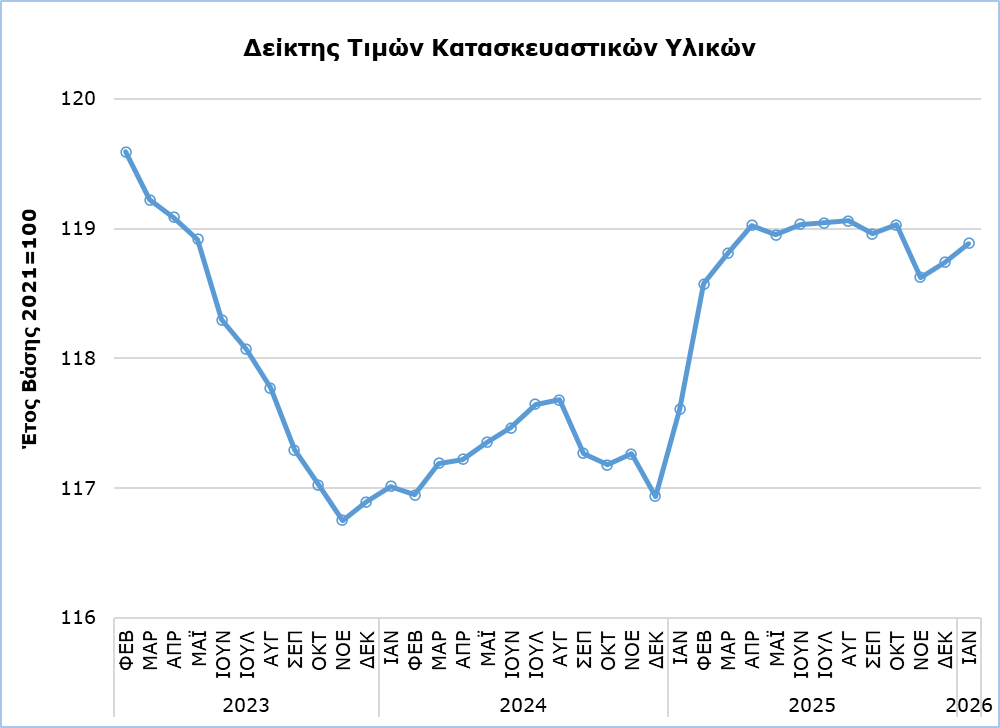 Δείκτης Τιμών Κατασκευαστικών Υλικών
Έτος Βάσης 2021=100
120
119
118
117
116
ΦΕΒ ΜΑΡ ΑΠΡ ΜΑΪ ΙΟΥΝ ΙΟΥΛ ΑΥΓ ΣΕΠ ΟΚΤ ΝΟΕ ΔΕΚ ΙΑΝ ΦΕΒ ΜΑΡ ΑΠΡ ΜΑΪ ΙΟΥΝ ΙΟΥΛ ΑΥΓ ΣΕΠ ΟΚΤ ΝΟΕ ΔΕΚ ΙΑΝ ΦΕΒ ΜΑΡ ΑΠΡ ΜΑΪ ΙΟΥΝ ΙΟΥΛ ΑΥΓ ΣΕΠ ΟΚΤ ΝΟΕ ΔΕΚ ΙΑΝ
2023 2024 2025 2026